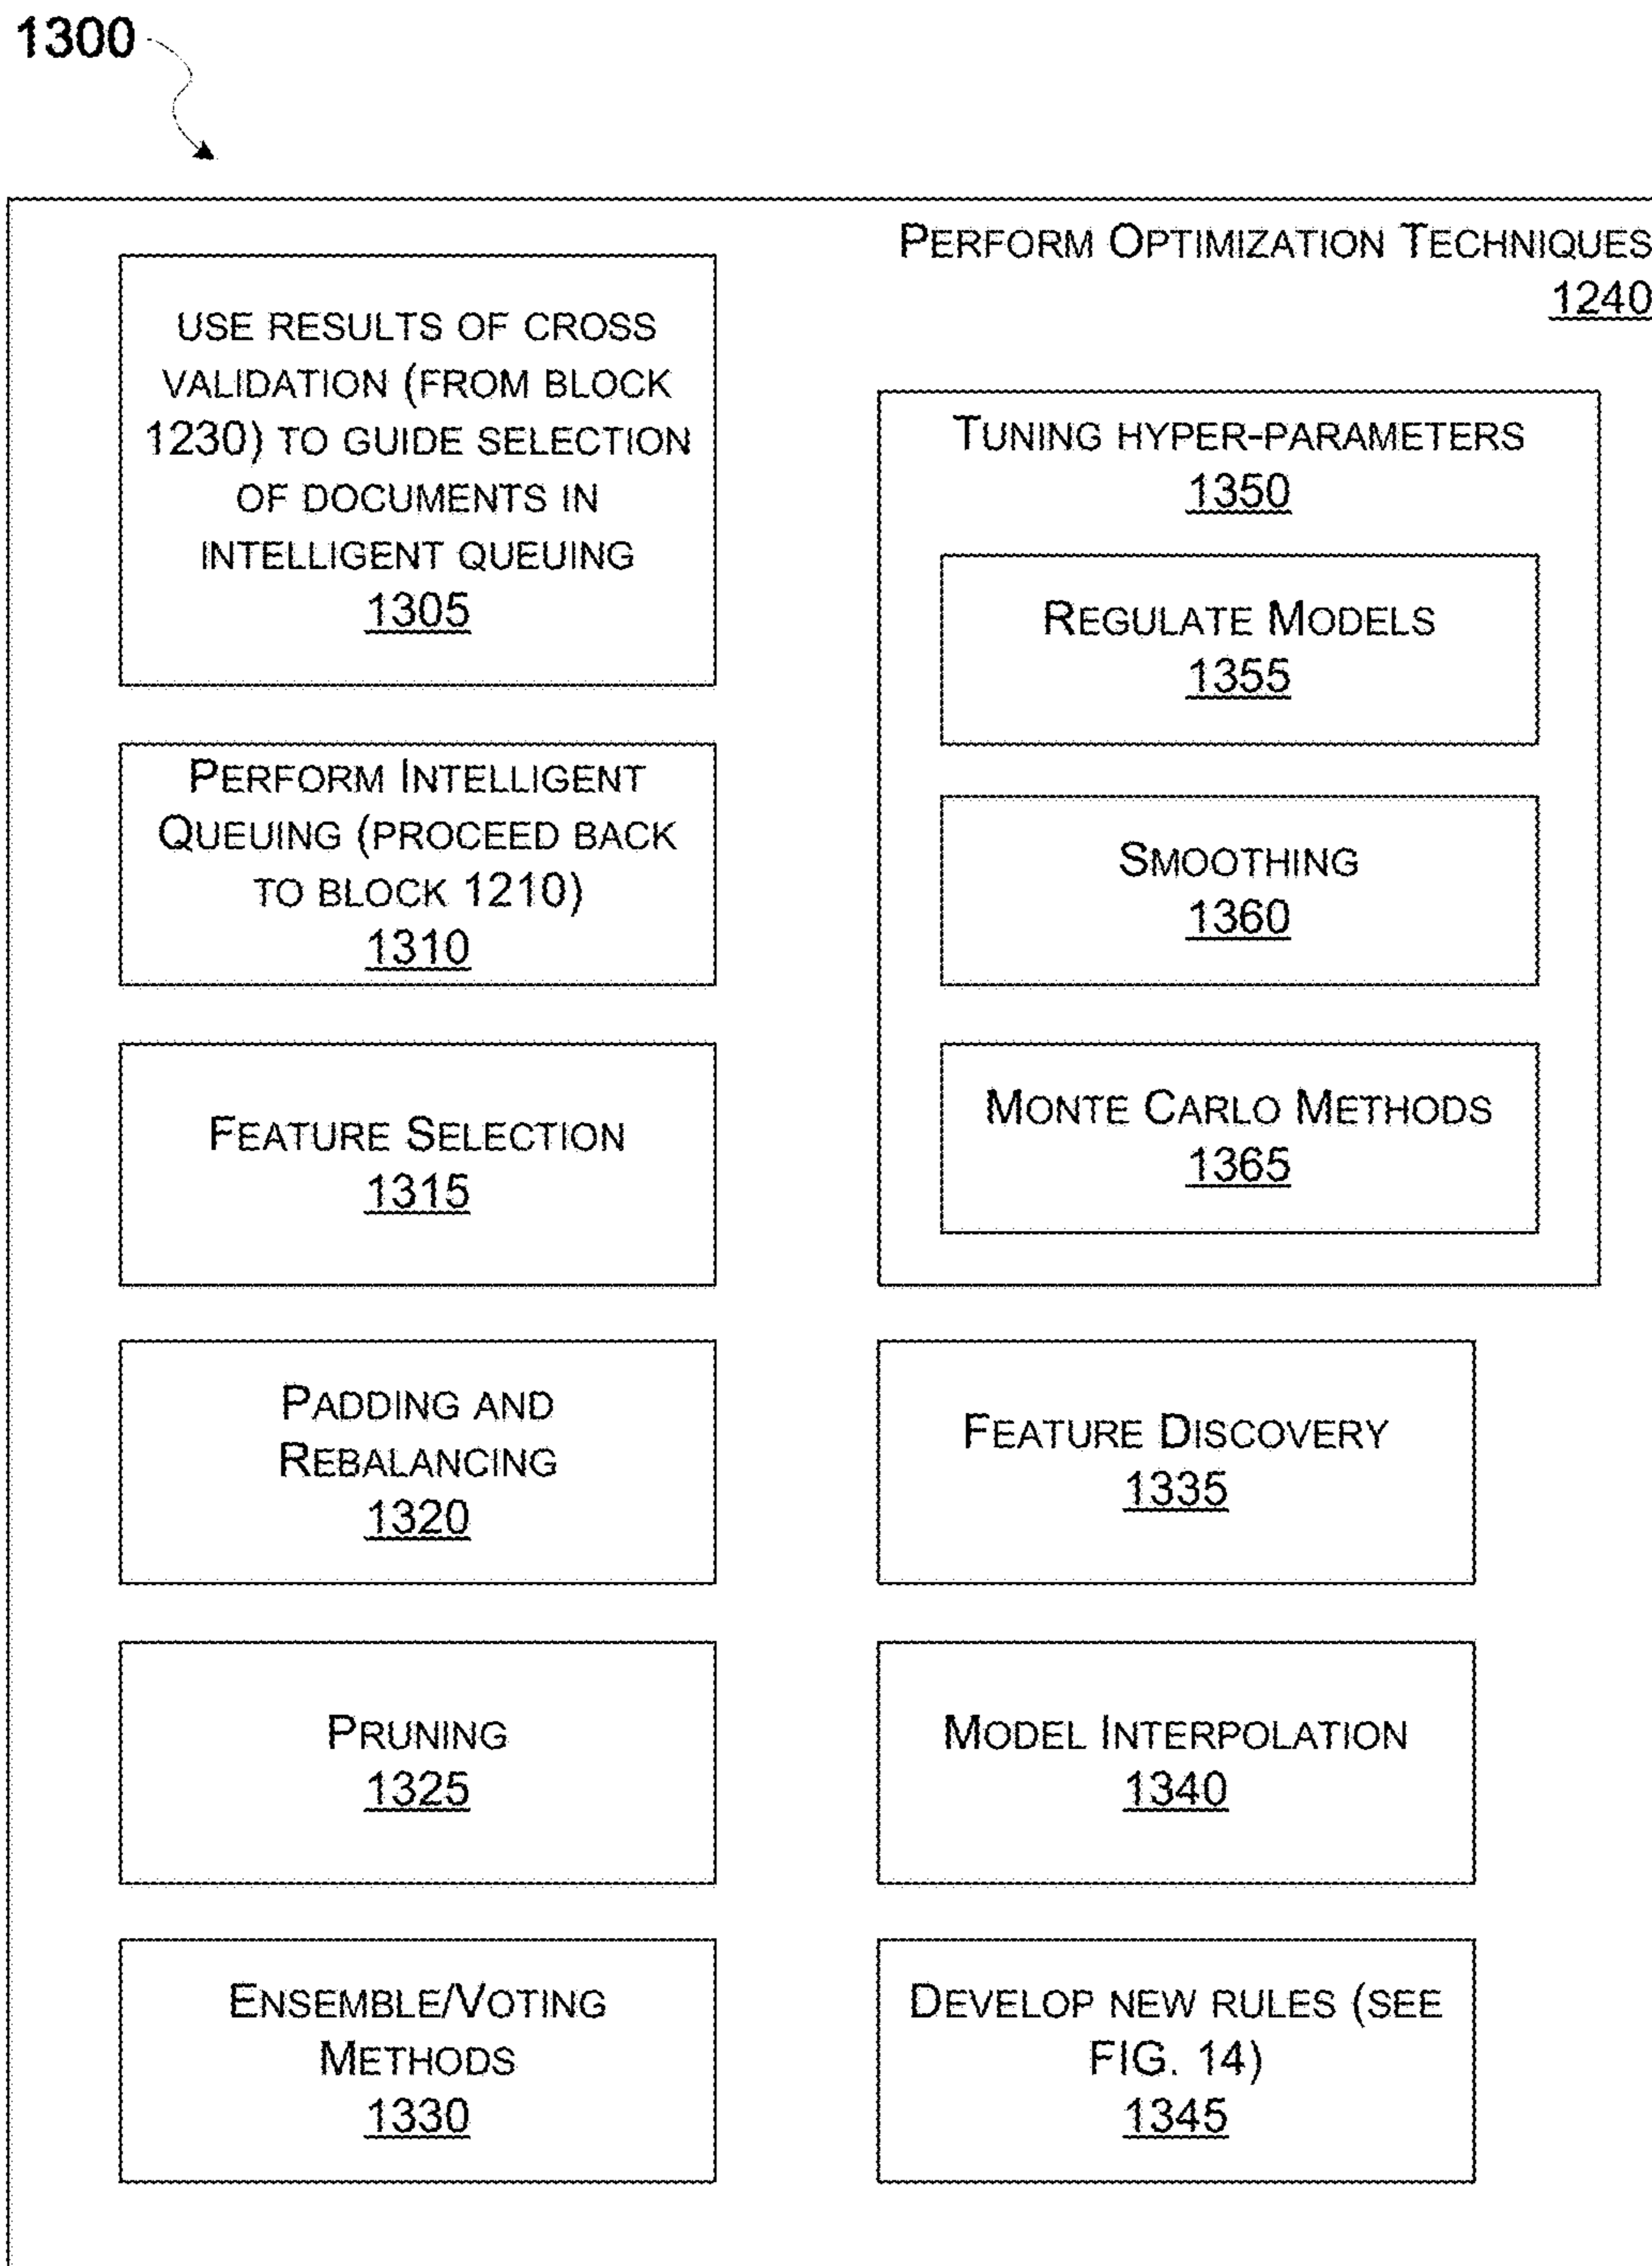 1300
PERFORM OPTIMIZATION TECHNIQUES
1240
USE RESULTS OF CROSS
VALIDATION (FROM BLOCK
1230) TO GUIDE SELECTION
OF DOCUMENTS IN
INTELLIGENT QUEUING
1305
PERFORM INTELLIGENT
QUEUING (PROCEED BACK
TO BLOCK 1210)
1310
FEATURE SELECTION
1315
PADDING AND
REBALANCING
1320
PRUNING
1325
ENSEMBLE/VOTING
METHODS
1330
TUNING HYPER-PARAMETERS
1350
REGULATE MODELS
1355
SMOOTHING
1360
MONTE CARLO METHODS
1365
FEATURE DISCOVERY
1335
MODEL INTERPOLATION
1340
DEVELOP NEW RULES (SEE
FIG. 14)
1345